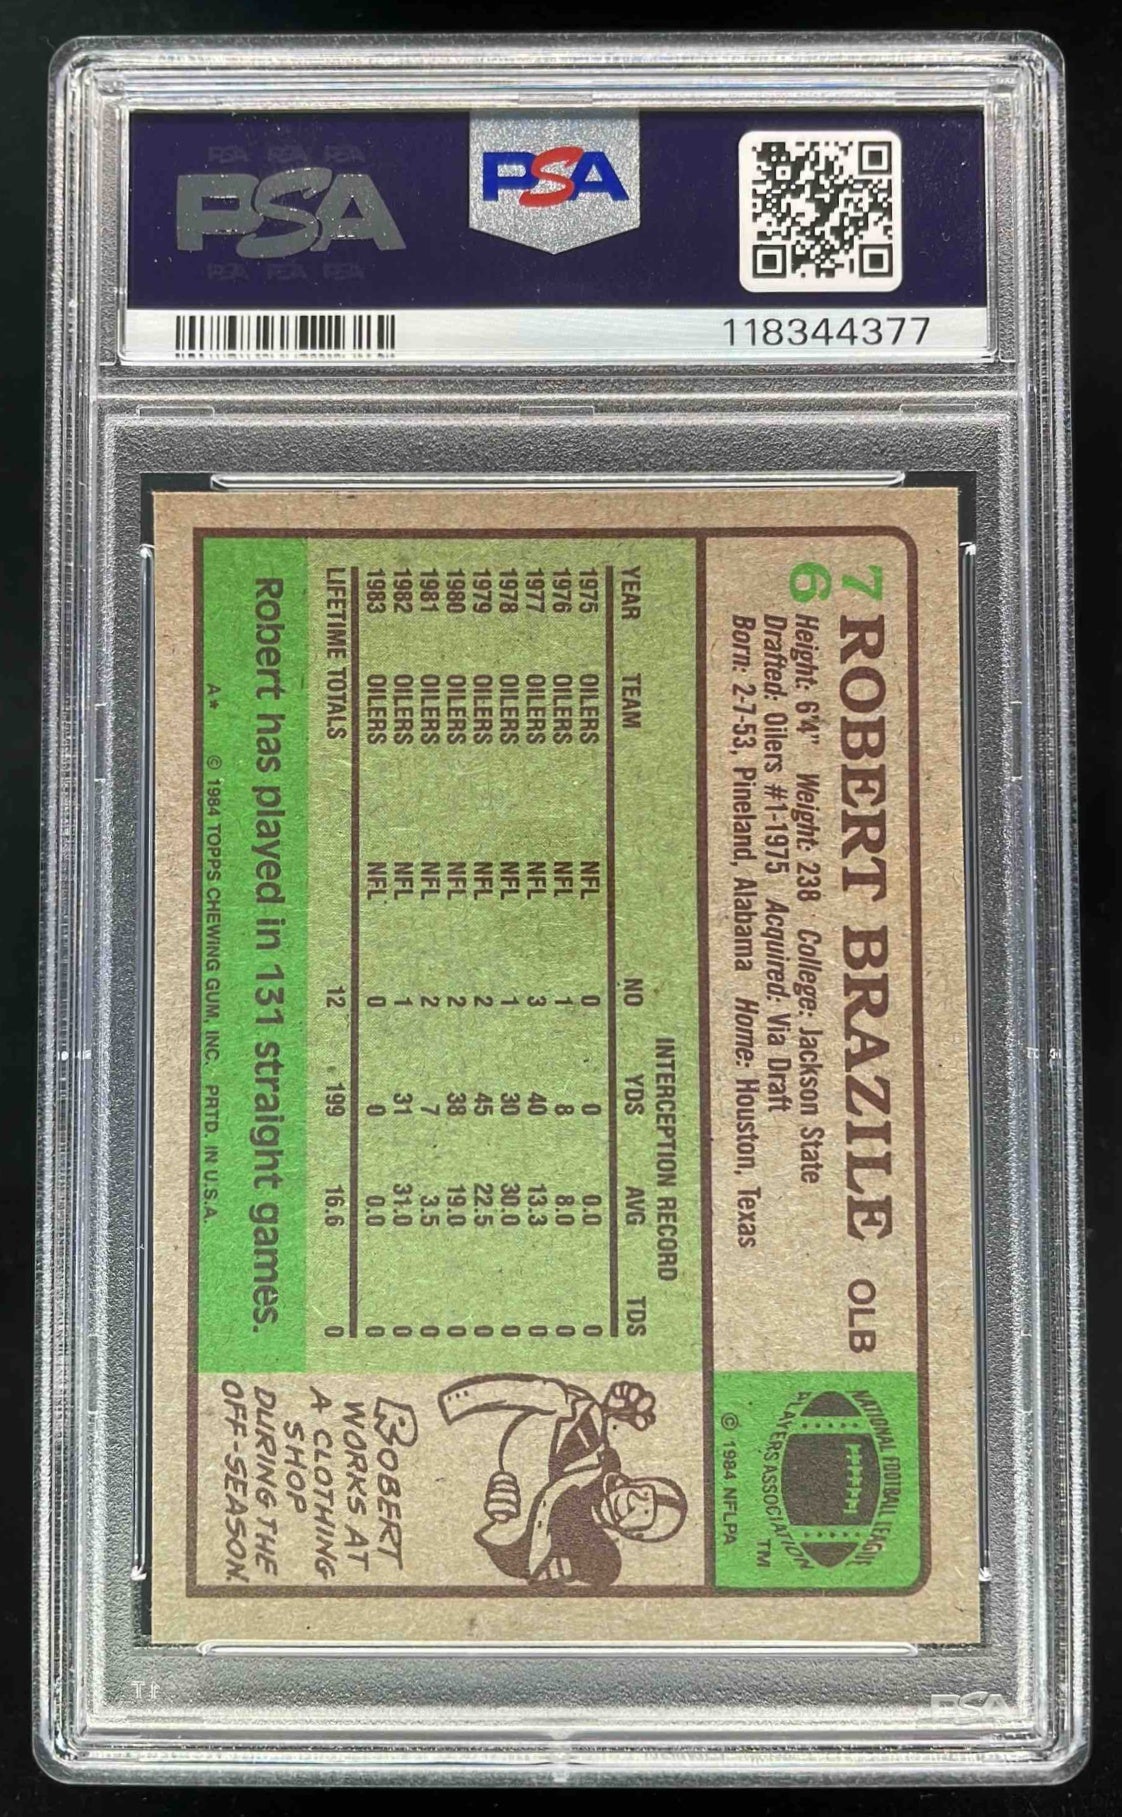 PSA PSA PSA
PSA
PSA PSA PSA
PSA
118344377
76 ROBERT BRAZILE OLB
Height: 6'4" Weight: 238 College: Jackson State
Drafted: Oilers #1-1975 Acquired: Via Draft
Born: 2-7-53, Pineland, Alabama Home: Houston, Texas
NATIONAL FOOTBALL LEAGUE
PLAYERS ASSOCIATION
TM
© 1984 NFLPA
INTERCEPTION RECORD
YEAR TEAM NO YDS AVG TDS
1975 OILERS NFL 0 0 0.0 0
1976 OILERS NFL 1 8 8.0 0
1977 OILERS NFL 3 40 13.3 0
1978 OILERS NFL 1 30 30.0 0
1979 OILERS NFL 2 45 22.5 0
1980 OILERS NFL 2 38 19.0 0
1981 OILERS NFL 2 7 3.5 0
1982 OILERS NFL 1 31 31.0 0
1983 OILERS NFL 0 0 0.0 0
LIFETIME TOTALS 12 199 16.6 0
Robert has played in 131 straight games.
A* © 1984 TOPPS CHEWING GUM, INC. PRTD. IN U.S.A.
ROBERT
WORKS AT
A CLOTHING
SHOP
DURING THE
OFF-SEASON.
PSA